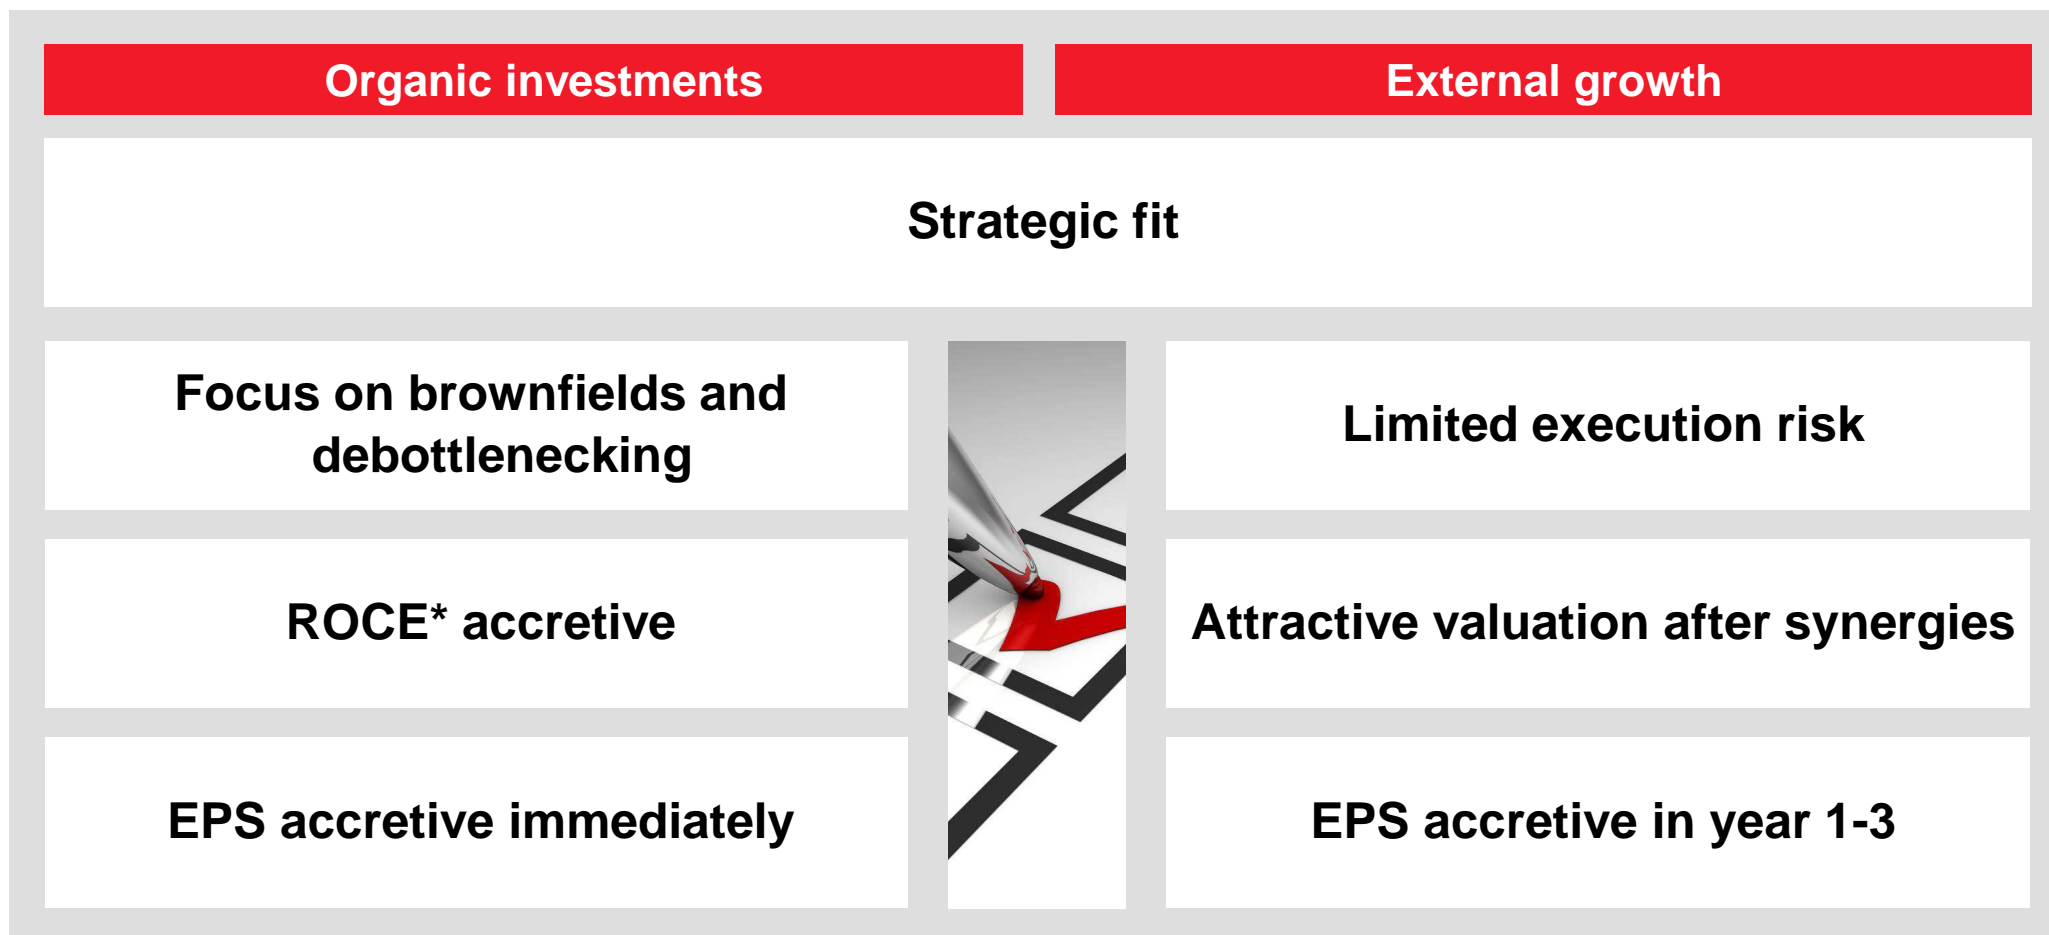 Organic investments
External growth
Strategic fit
Focus on brownfields and
debottlenecking
Limited execution risk
ROCE* accretive
Attractive valuation after synergies
EPS accretive immediately
EPS accretive in year 1-3